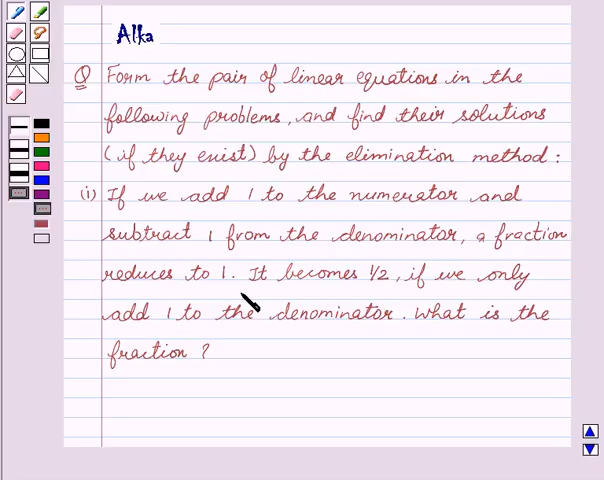 Alka
Q Form the pair of linear equations in the
following problems, and find their solutions
(if they exist) by the elimination method:
(i) If we add 1 to the numerator and
subtract 1 from the denominator, a fraction
reduces to 1. It becomes 1/2, if we only
add 1 to the denominator. What is the
fraction?